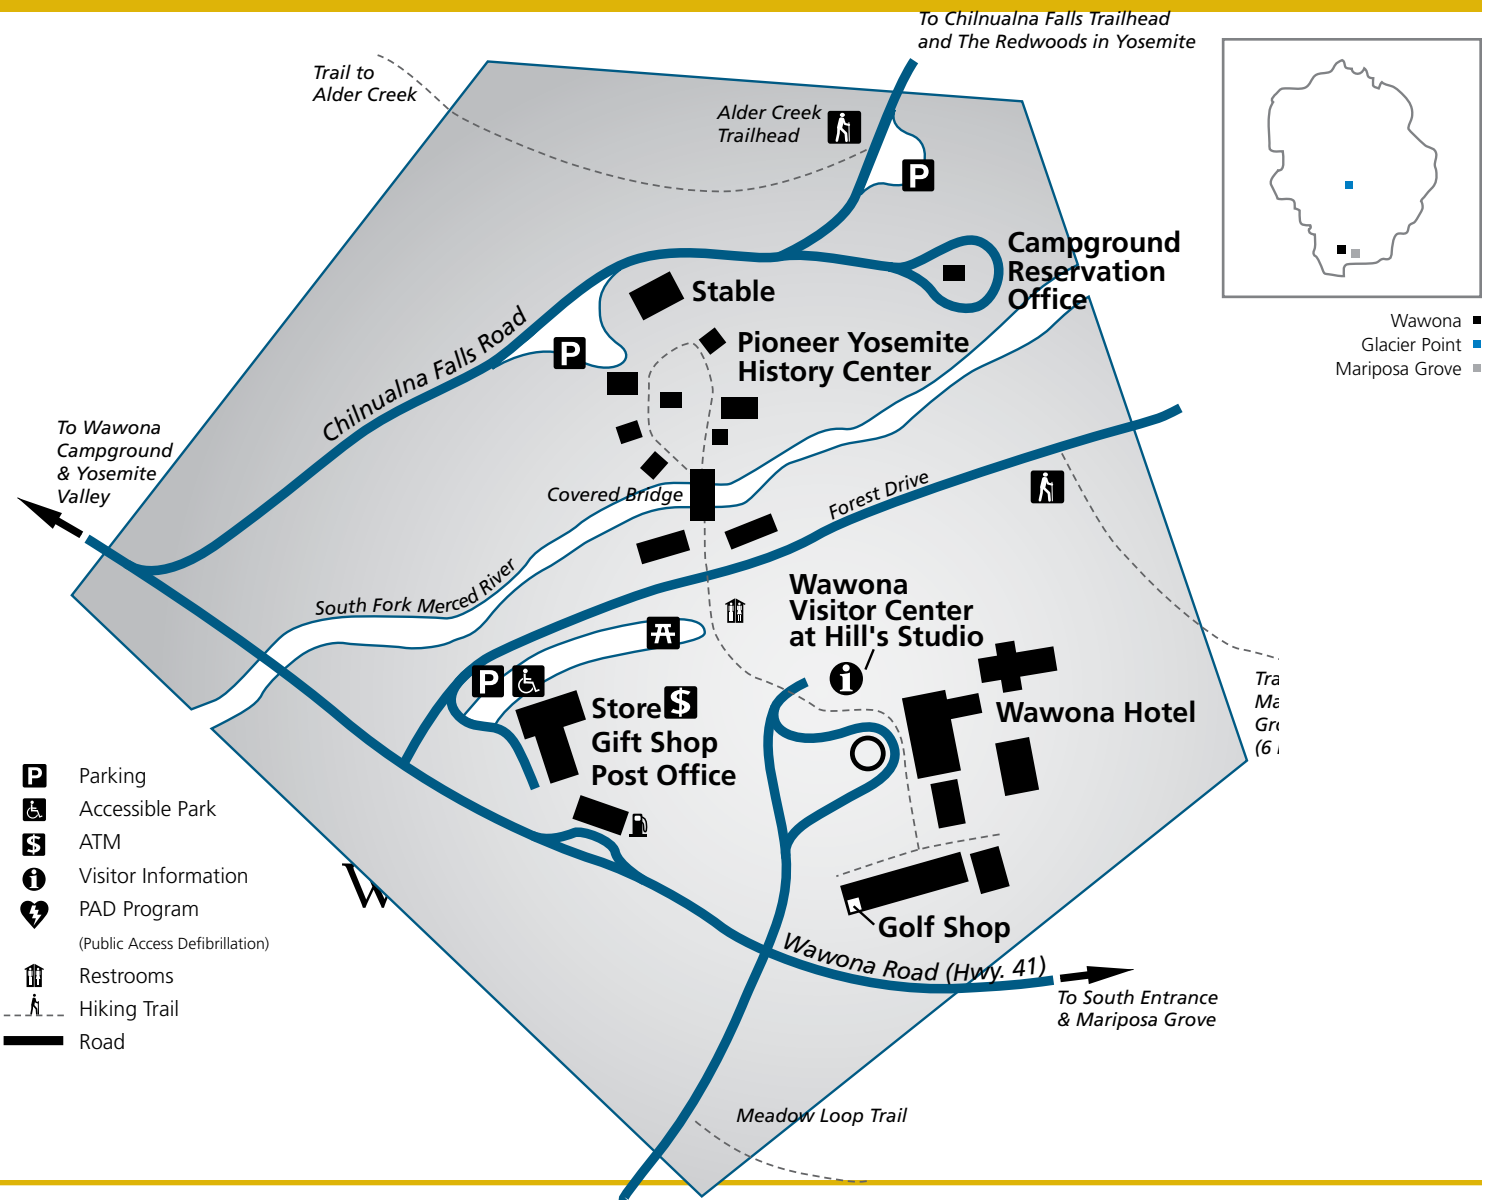 To Chilnualna Falls Trailhead
and The Redwoods in Yosemite
Trail to
Alder Creek
Alder Creek
Trailhead
P
Campground
Reservation
Office
Stable
Wawona
Glacier Point
Mariposa Grove
Pioneer Yosemite
History Center
P
Chilnualna Falls Road
To Wawona
Campground
& Yosemite
Valley
Covered Bridge
Forest Drive
South Fork Merced River
Wawona
Visitor Center
at Hill's Studio
i
P
Store $
Gift Shop
Post Office
Wawona Hotel
Tra
Ma
Gro
(6
P Parking
Accessible Park
$ ATM
i Visitor Information
PAD Program
(Public Access Defibrillation)
Restrooms
Hiking Trail
Road
W
Golf Shop
Wawona Road (Hwy. 41)
To South Entrance
& Mariposa Grove
Meadow Loop Trail